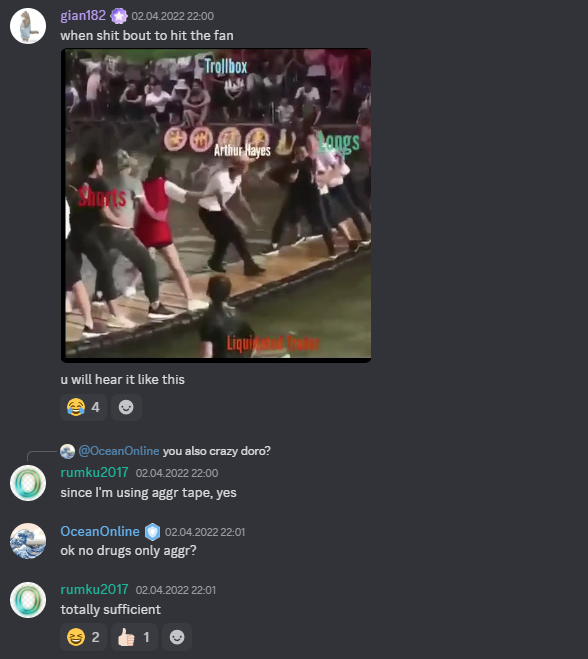 gian182 02.04.2022 22:00
when shit bout to hit the fan
Trollbox
Arthur Hayes
Longs
Shorts
Liquidated Traders
u will hear it like this
😂 4
@OceanOnline you also crazy doro?
rumku2017 02.04.2022 22:00
since I'm using aggr tape, yes
OceanOnline 02.04.2022 22:01
ok no drugs only aggr?
rumku2017 02.04.2022 22:01
totally sufficient
😆 2 👍🏻 1